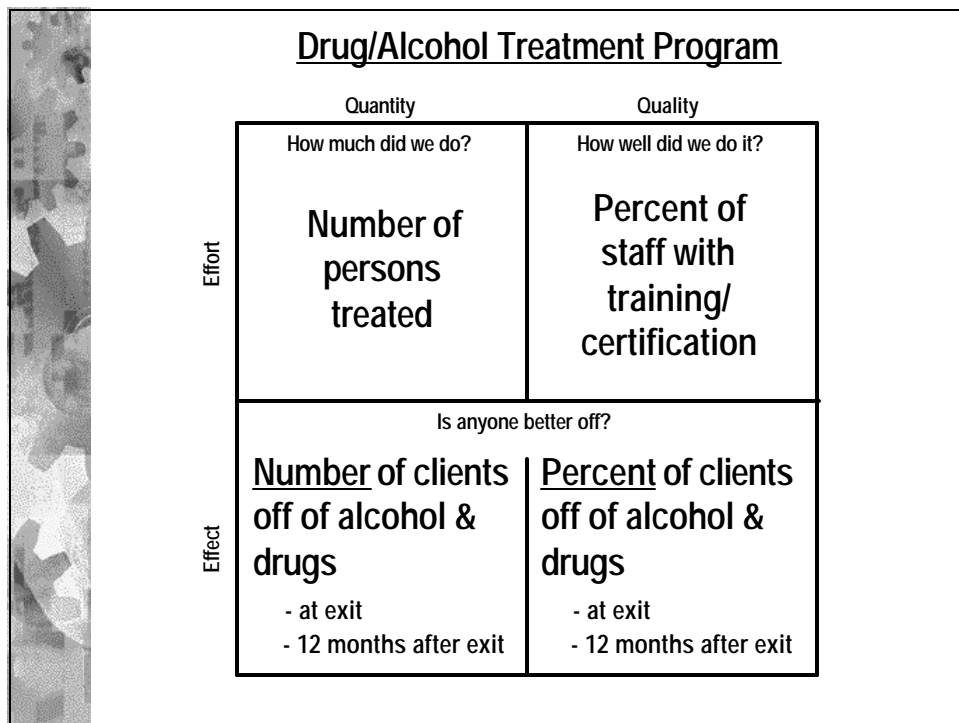 Drug/Alcohol Treatment Program
Quantity
Quality
How much did we do?
How well did we do it?
Effort
Number of
persons
treated
Percent of
staff with
training/
certification
Is anyone better off?
Effect
Number of clients
off of alcohol &
drugs
- at exit
- 12 months after exit
Percent of clients
off of alcohol &
drugs
- at exit
- 12 months after exit